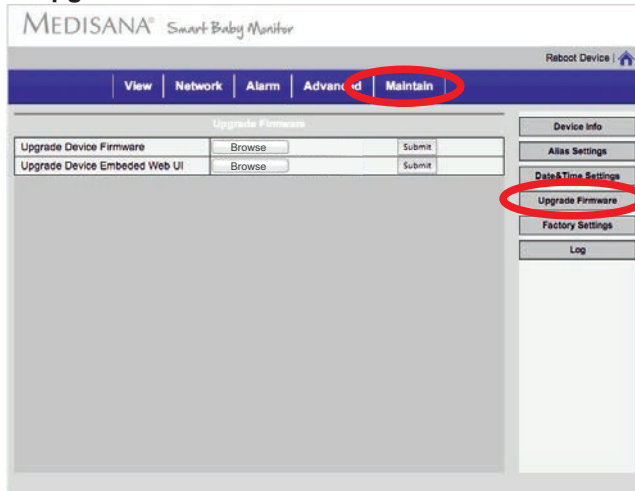 MEDISANA® Smart Baby Monitor
Reboot Device |
View | Network | Alarm | Advanced | Maintain
Upgrade Firmware
Upgrade Device Firmware Browse Submit
Upgrade Device Embeded Web UI Browse Submit
Device Info
Alias Settings
Date&Time Settings
Upgrade Firmware
Factory Settings
Log